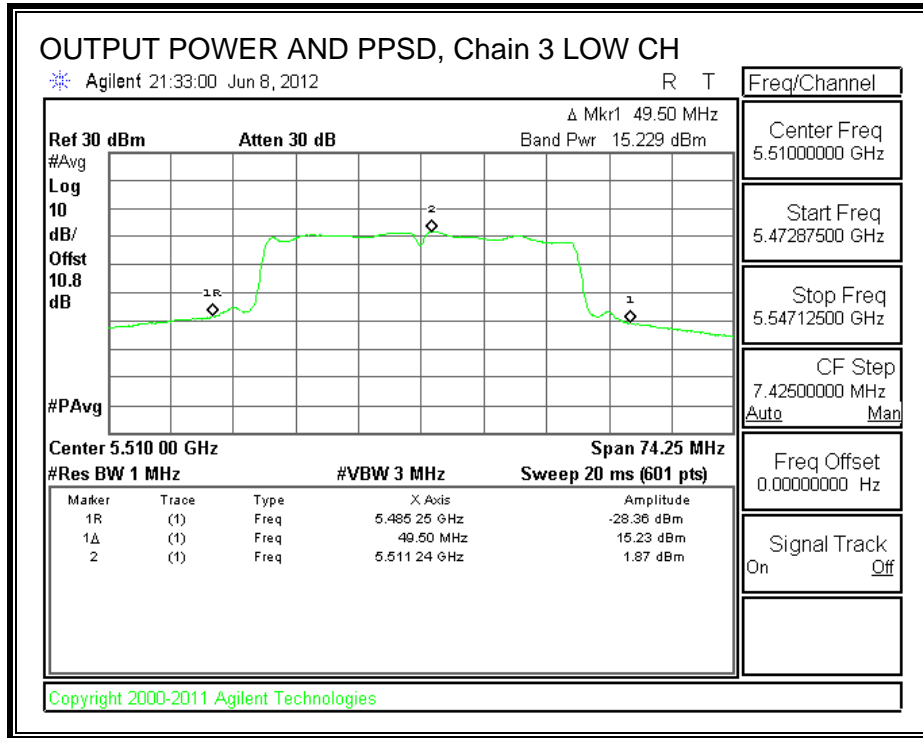 OUTPUT POWER AND PPSD, Chain 3 LOW CH
Agilent 21:33:00 Jun 8, 2012 R T
Freq/Channel
Δ Mkr1 49.50 MHz
Ref 30 dBm Atten 30 dB Band Pwr 15.229 dBm
#Avg
Log
10
dB/
Offst
10.8
dB
#PAvg
1R
2
1
Center 5.510 00 GHz Span 74.25 MHz
#Res BW 1 MHz #VBW 3 MHz Sweep 20 ms (601 pts)
Marker Trace Type X Axis Amplitude
1R (1) Freq 5.485 25 GHz -28.36 dBm
1Δ (1) Freq 49.50 MHz 15.23 dBm
2 (1) Freq 5.511 24 GHz 1.87 dBm
Center Freq
5.51000000 GHz
Start Freq
5.47287500 GHz
Stop Freq
5.54712500 GHz
CF Step
7.42500000 MHz
Auto Man
Freq Offset
0.00000000 Hz
Signal Track
On Off
Copyright 2000-2011 Agilent Technologies